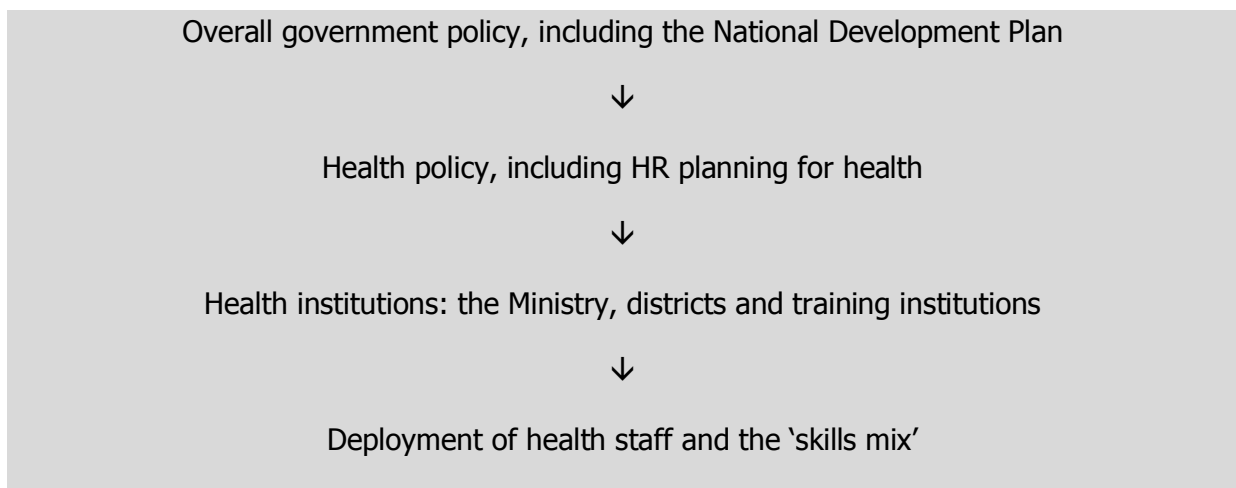 Overall government policy, including the National Development Plan
↓
Health policy, including HR planning for health
↓
Health institutions: the Ministry, districts and training institutions
↓
Deployment of health staff and the ‘skills mix’